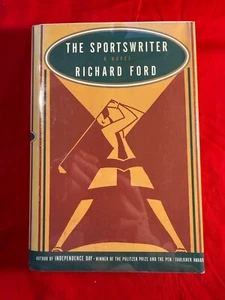 THE SPORTSWRITER
A NOVEL
RICHARD FORD
AUTHOR OF INDEPENDENCE DAY - WINNER OF THE PULITZER PRIZE AND THE PEN / FAULKNER AWARD